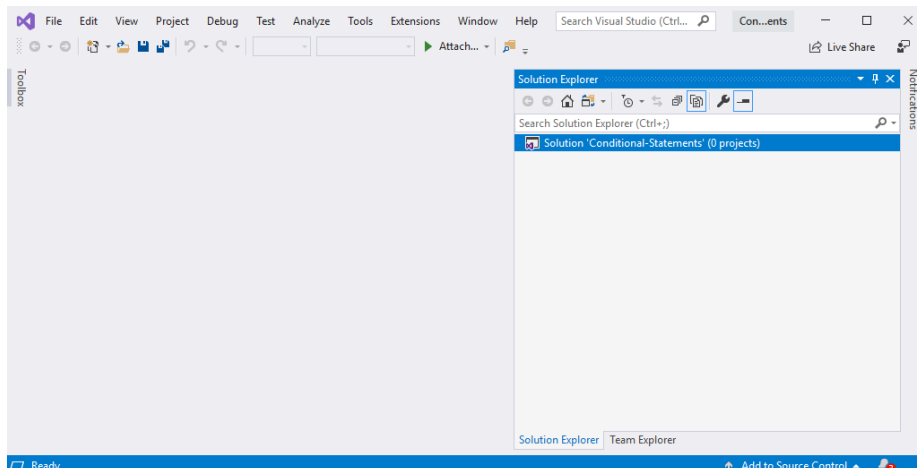 File Edit View Project Debug Test Analyze Tools Extensions Window Help Search Visual Studio (Ctrl... Con...ents
Attach... Live Share
Toolbox
Solution Explorer
Search Solution Explorer (Ctrl+;)
Solution 'Conditional-Statements' (0 projects)
Solution Explorer Team Explorer
Notifications
Ready Add to Source Control